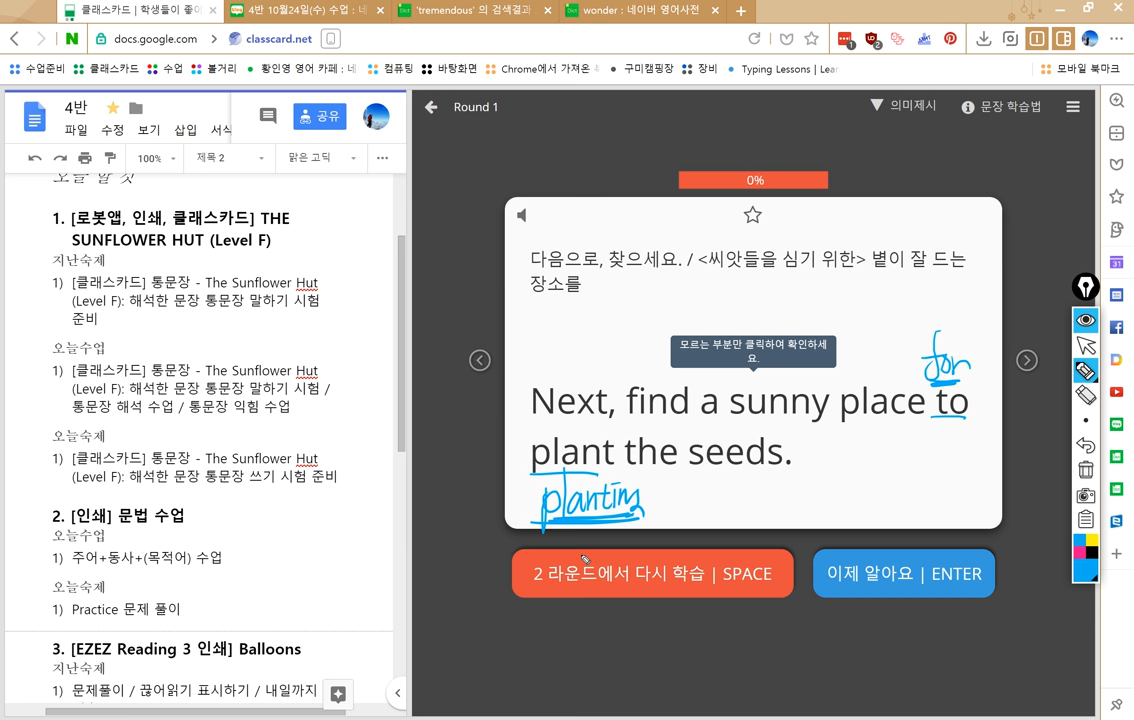 클래스카드 | 학생들이 좋아
4반 10월24일(수) 수업 : 네
'tremendous' 의 검색결과
wonder : 네이버 영어사전
docs.google.com
classcard.net
수업준비
클래스카드
수업
볼거리
황인영 영어 카페 : 네
컴퓨팅
바탕화면
Chrome에서 가져온
구미캠핑장
장비
Typing Lessons | Lear
모바일 북마크
4반
파일 수정 보기 삽입 서식
공유
100%
제목 2
맑은 고딕
오늘 할 것
1. [로봇앱, 인쇄, 클래스카드] THE
SUNFLOWER HUT (Level F)
지난숙제
1) [클래스카드] 통문장 - The Sunflower Hut
(Level F): 해석한 문장 통문장 말하기 시험
준비
오늘수업
1) [클래스카드] 통문장 - The Sunflower Hut
(Level F): 해석한 문장 통문장 말하기 시험 /
통문장 해석 수업 / 통문장 익힘 수업
오늘숙제
1) [클래스카드] 통문장 - The Sunflower Hut
(Level F): 해석한 문장 통문장 쓰기 시험 준비
2. [인쇄] 문법 수업
오늘수업
1) 주어+동사+(목적어) 수업
오늘숙제
1) Practice 문제 풀이
3. [EZEZ Reading 3 인쇄] Balloons
지난숙제
1) 문제풀이 / 끊어읽기 표시하기 / 내일까지
Round 1
의미제시
문장 학습법
0%
다음으로, 찾으세요. / <씨앗들을 심기 위한> 볕이 잘 드는
장소를
모르는 부분만 클릭하여 확인하세
요.
for
Next, find a sunny place to
plant the seeds.
planting
2 라운드에서 다시 학습 | SPACE
이제 알아요 | ENTER